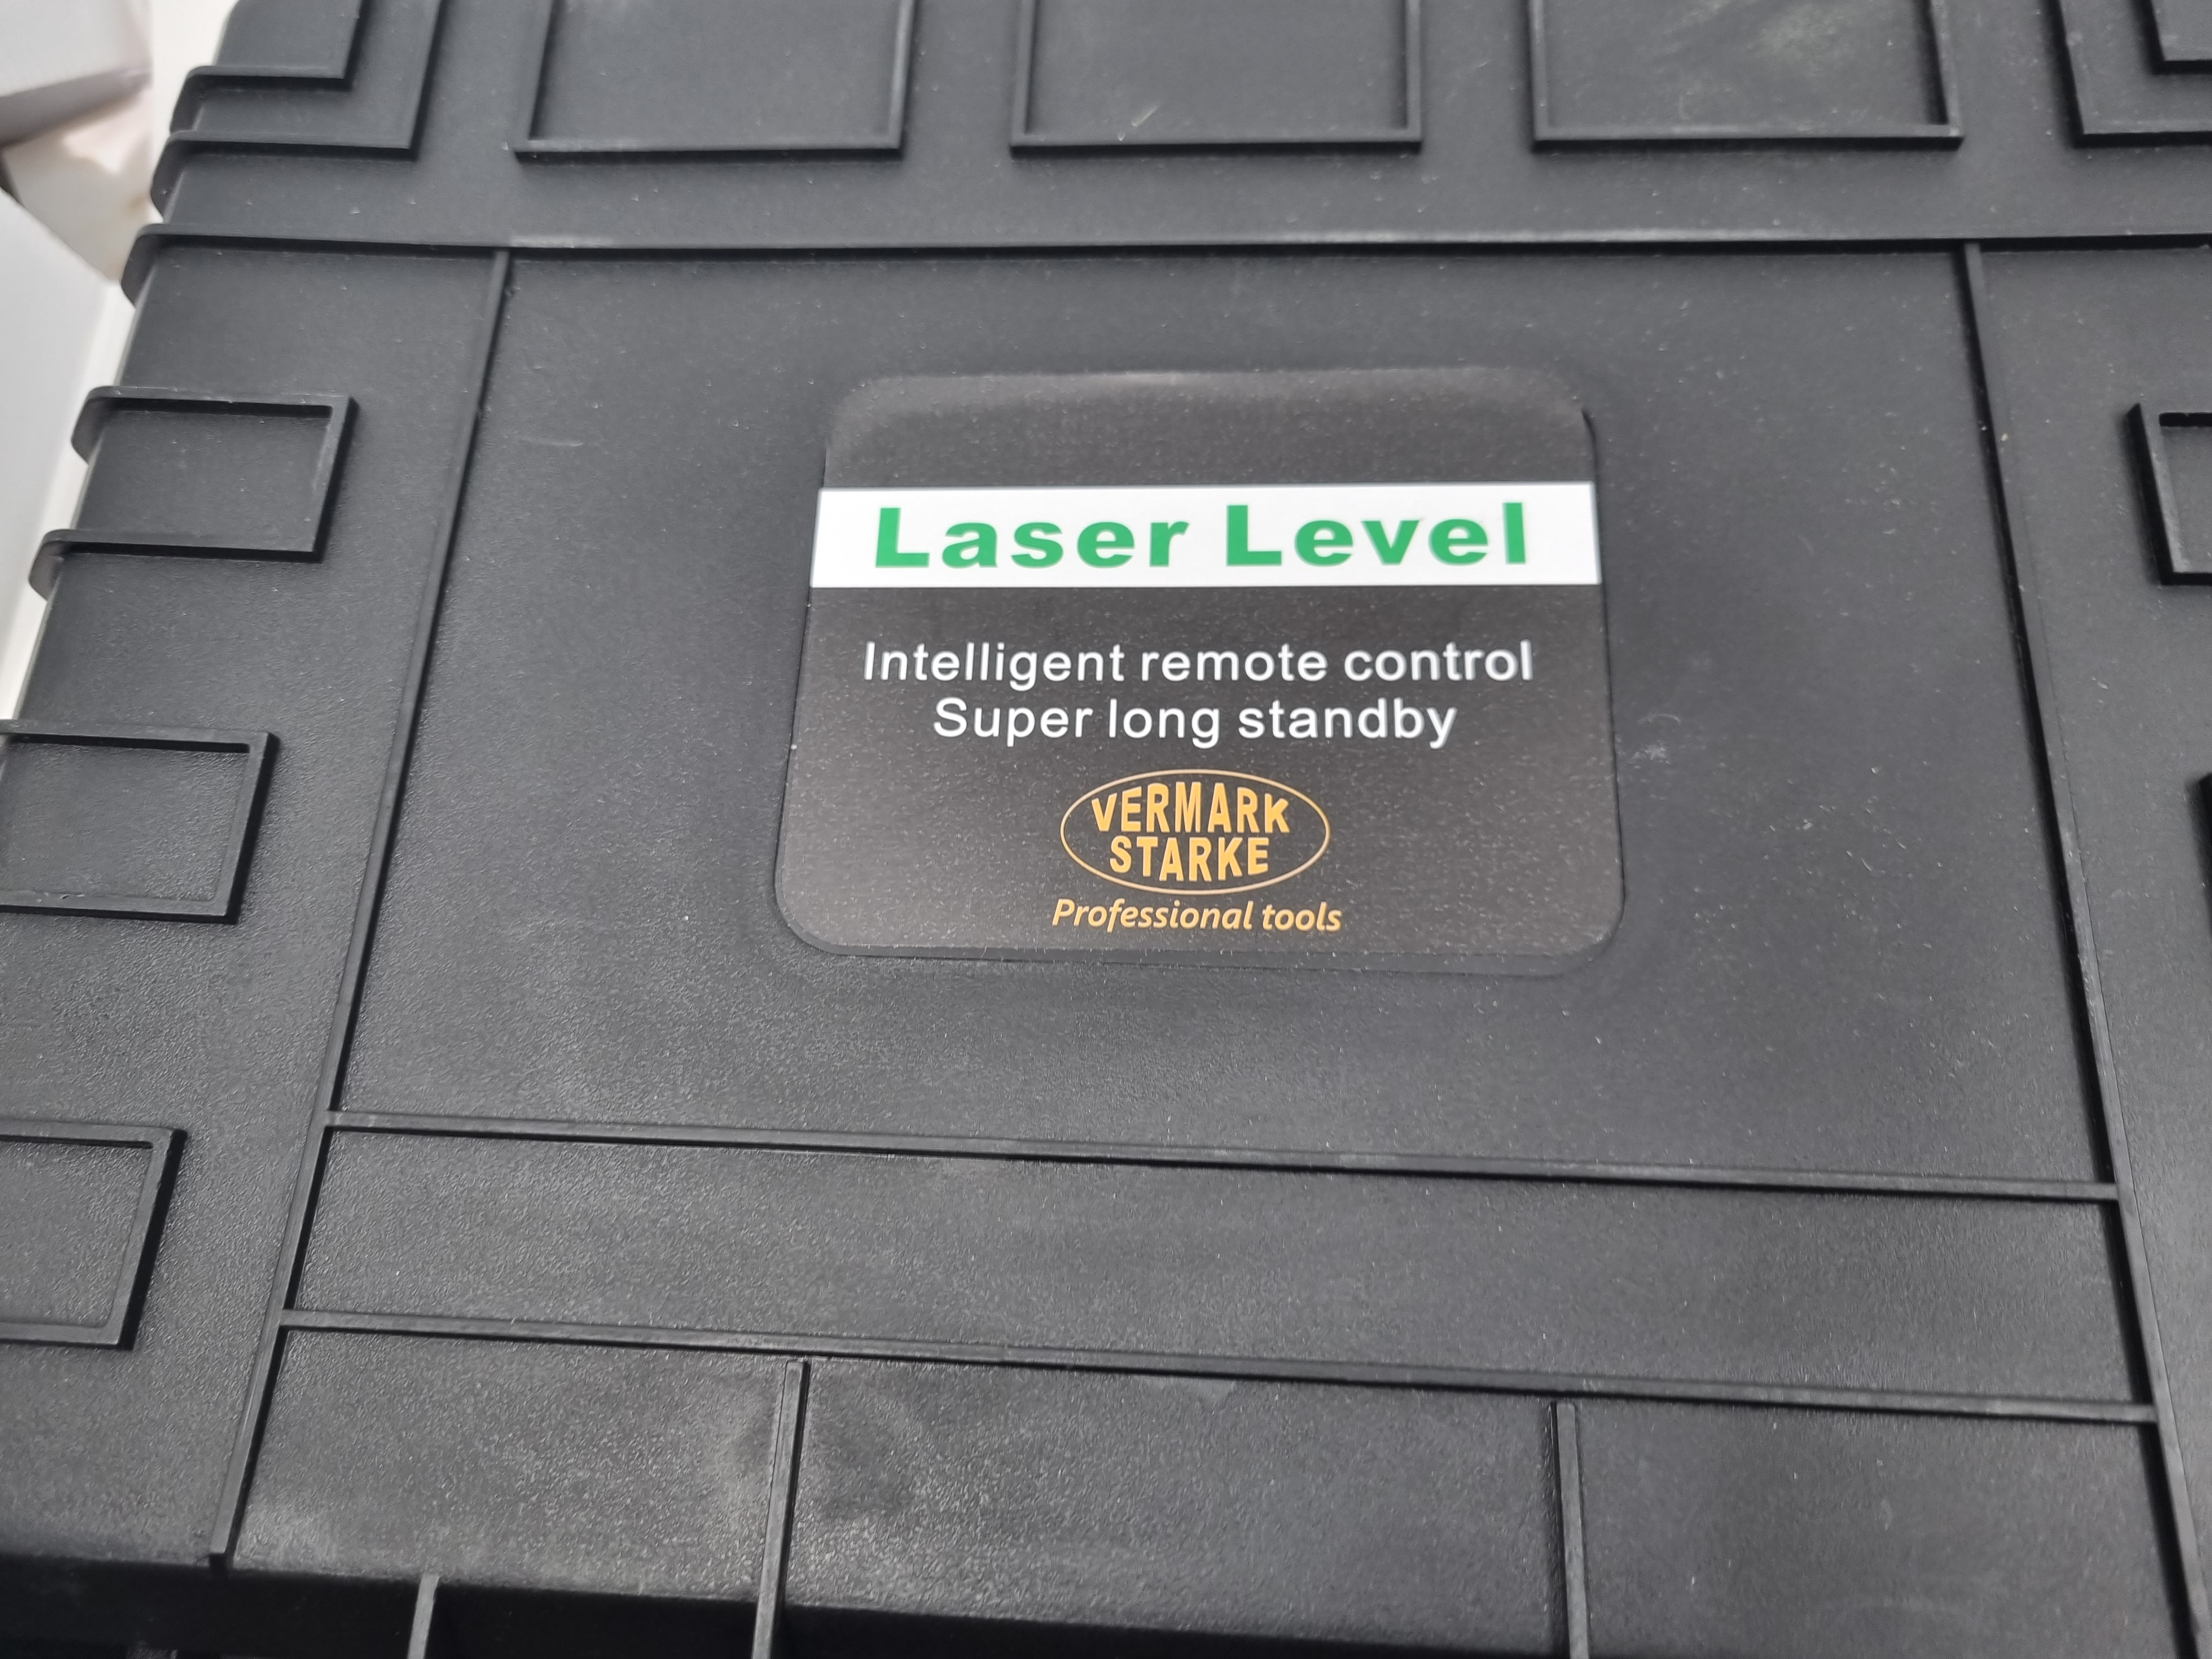 Laser Level
Intelligent remote control
Super long standby
VERMARK
STARKE
Professional tools